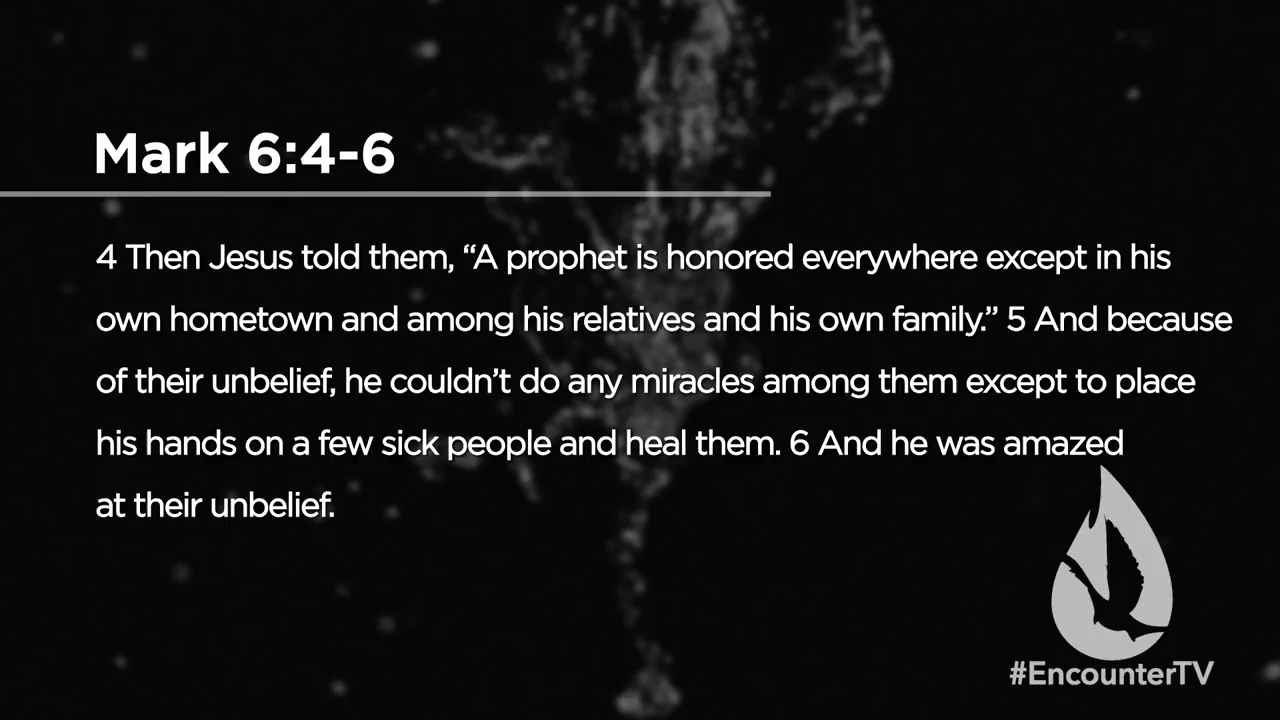 Mark 6:4-6
4 Then Jesus told them, “A prophet is honored everywhere except in his
own hometown and among his relatives and his own family.” 5 And because
of their unbelief, he couldn’t do any miracles among them except to place
his hands on a few sick people and heal them. 6 And he was amazed
at their unbelief.
#EncounterTV